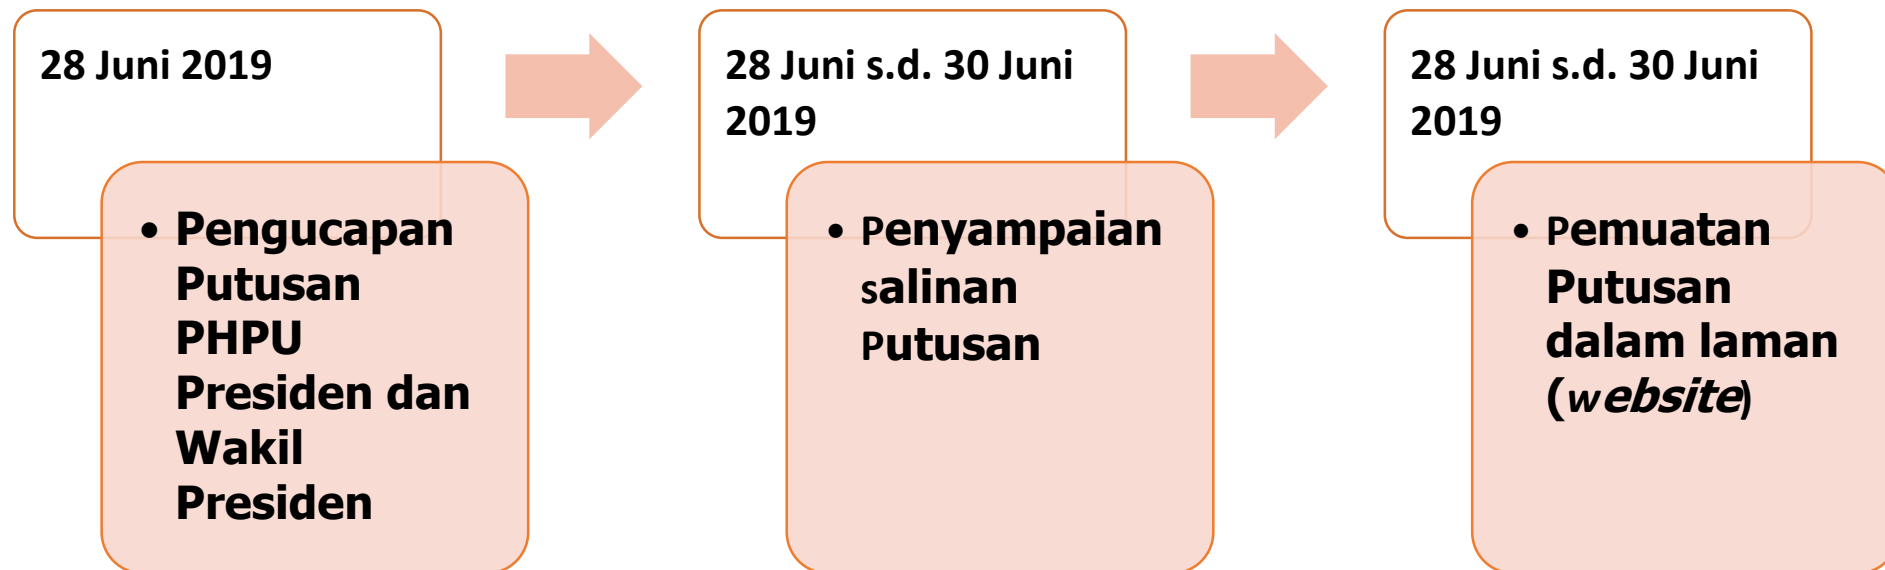 28 Juni 2019
• Pengucapan
Putusan
PHPU
Presiden dan
Wakil
Presiden
28 Juni s.d. 30 Juni
2019
• Penyampaian
salinan
Putusan
28 Juni s.d. 30 Juni
2019
• Pemuatan
Putusan
dalam laman
(website)